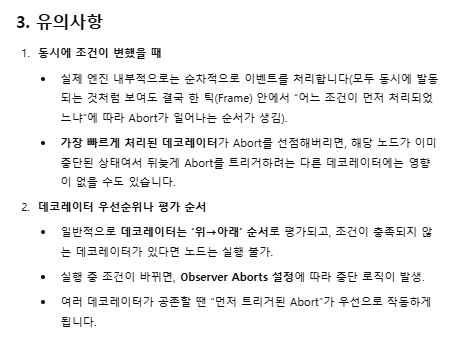 3. 유의사항
1. 동시에 조건이 변했을 때
• 실제 엔진 내부적으로는 순차적으로 이벤트를 처리합니다(모두 동시에 발동
되는 것처럼 보여도 결국 한 틱(Frame) 안에서 “어느 조건이 먼저 처리되었
느냐”에 따라 Abort가 일어나는 순서가 생김).
• 가장 빠르게 처리된 데코레이터가 Abort를 선점해버리면, 해당 노드가 이미
중단된 상태여서 뒤늦게 Abort를 트리거하려는 다른 데코레이터에는 영향
이 없을 수도 있습니다.
2. 데코레이터 우선순위나 평가 순서
• 일반적으로 데코레이터는 ‘위→아래’ 순서로 평가되고, 조건이 충족되지 않
는 데코레이터가 있다면 노드는 실행 불가.
• 실행 중 조건이 바뀌면, Observer Aborts 설정에 따라 중단 로직이 발생.
• 여러 데코레이터가 공존할 땐 “먼저 트리거된 Abort”가 우선으로 작동하게
됩니다.